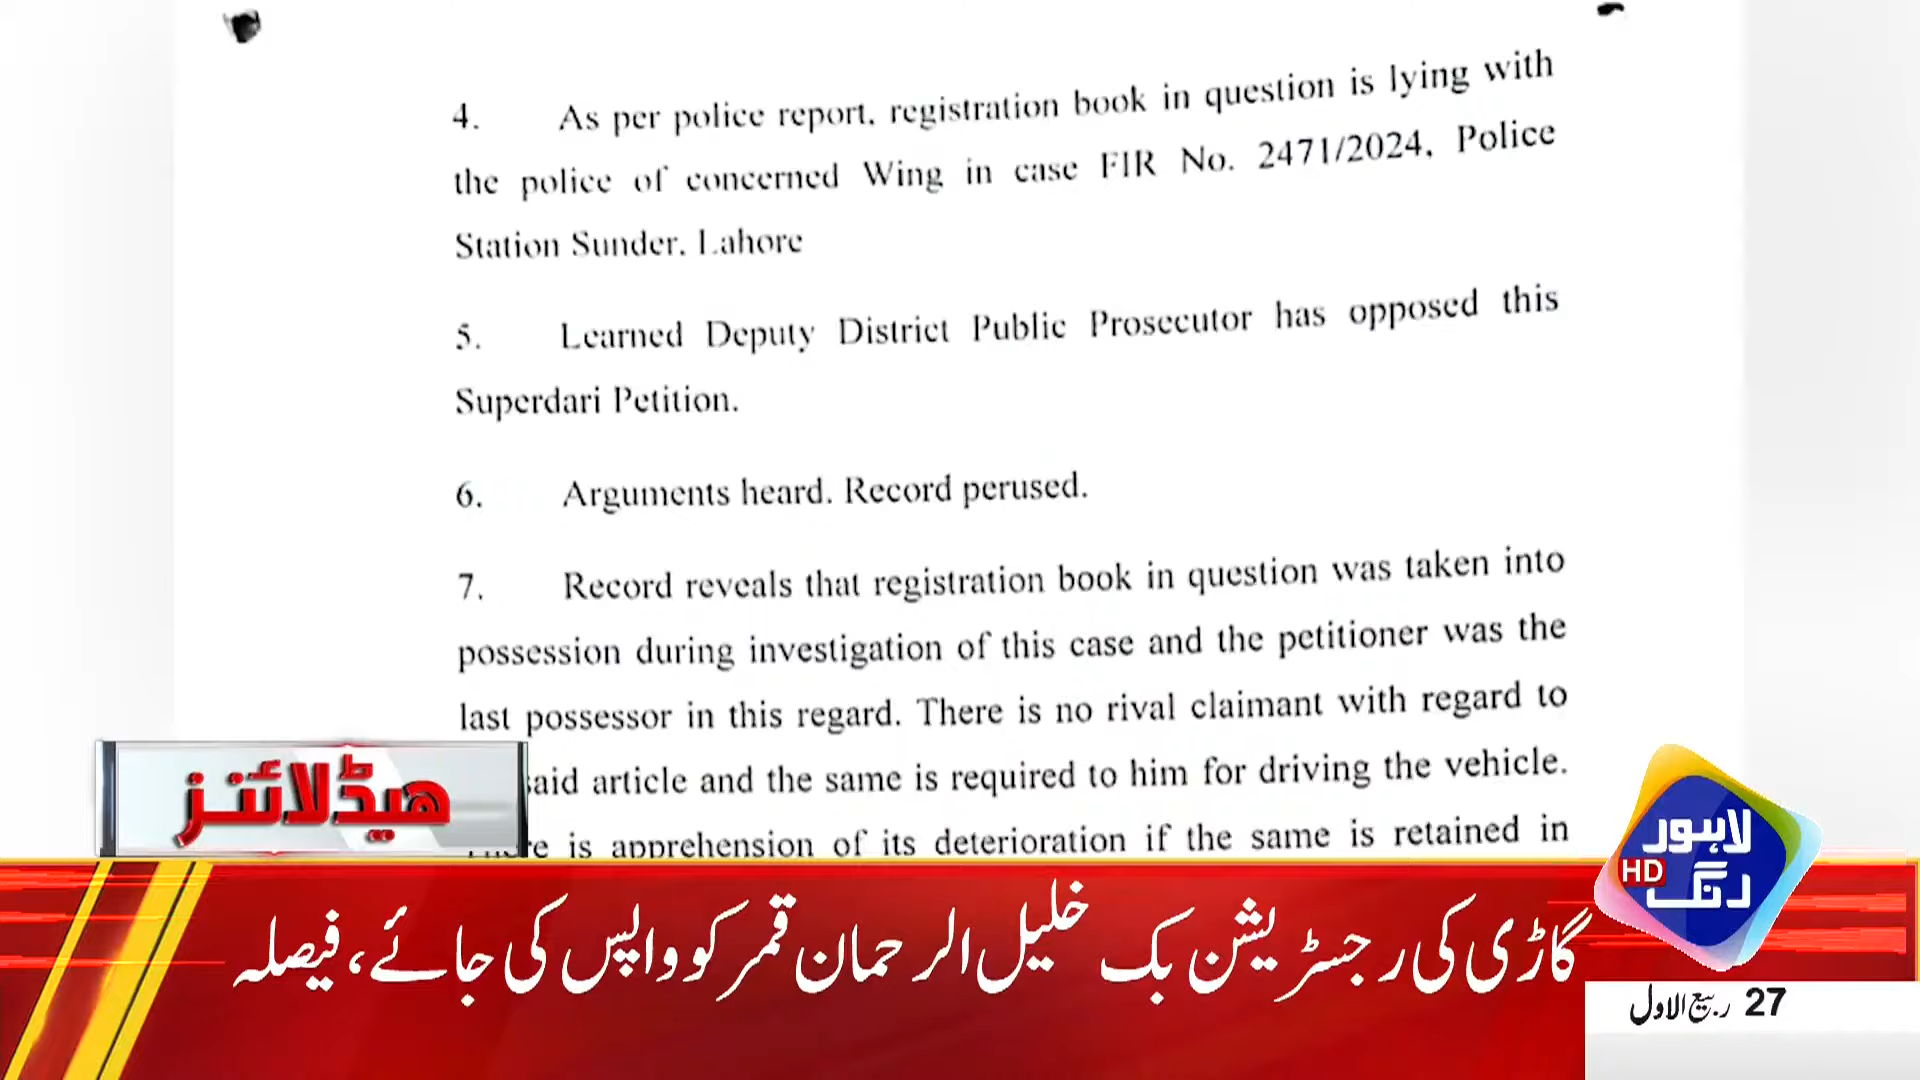 4. As per police report, registration book in question is lying with
the police of concerned Wing in case FIR No. 2471/2024, Police
Station Sunder, Lahore
5. Learned Deputy District Public Prosecutor has opposed this
Superdari Petition.
6. Arguments heard. Record perused.
7. Record reveals that registration book in question was taken into
possession during investigation of this case and the petitioner was the
last possessor in this regard. There is no rival claimant with regard to
said article and the same is required to him for driving the vehicle.
There is apprehension of its deterioration if the same is retained in
ہیڈلائنز
لاہور
رنگ
HD
گاڑی کی رجسٹریشن بک خلیل الرحمان قمر کو واپس کی جائے، فیصلہ
27 ربیع الاول